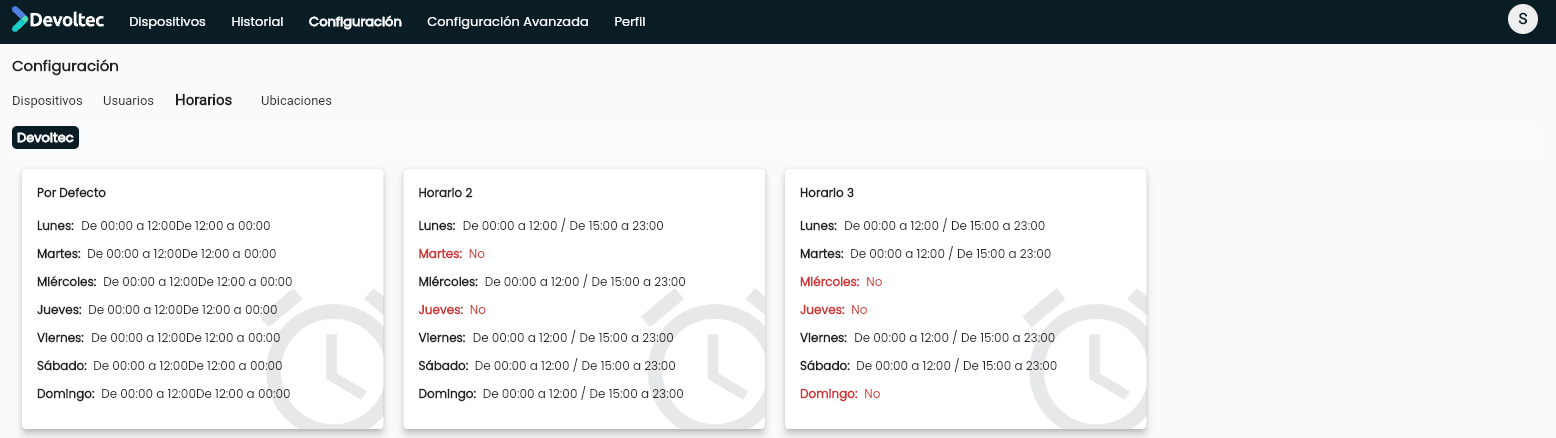 Devoltec Dispositivos Historial Configuración Configuración Avanzada Perfil S
Configuración
Dispositivos Usuarios Horarios Ubicaciones
Devoltec
Por Defecto
Lunes: De 00:00 a 12:00De 12:00 a 00:00
Martes: De 00:00 a 12:00De 12:00 a 00:00
Miércoles: De 00:00 a 12:00De 12:00 a 00:00
Jueves: De 00:00 a 12:00De 12:00 a 00:00
Viernes: De 00:00 a 12:00De 12:00 a 00:00
Sábado: De 00:00 a 12:00De 12:00 a 00:00
Domingo: De 00:00 a 12:00De 12:00 a 00:00
Horario 2
Lunes: De 00:00 a 12:00 / De 15:00 a 23:00
Martes: No
Miércoles: De 00:00 a 12:00 / De 15:00 a 23:00
Jueves: No
Viernes: De 00:00 a 12:00 / De 15:00 a 23:00
Sábado: De 00:00 a 12:00 / De 15:00 a 23:00
Domingo: De 00:00 a 12:00 / De 15:00 a 23:00
Horario 3
Lunes: De 00:00 a 12:00 / De 15:00 a 23:00
Martes: De 00:00 a 12:00 / De 15:00 a 23:00
Miércoles: No
Jueves: No
Viernes: De 00:00 a 12:00 / De 15:00 a 23:00
Sábado: De 00:00 a 12:00 / De 15:00 a 23:00
Domingo: No